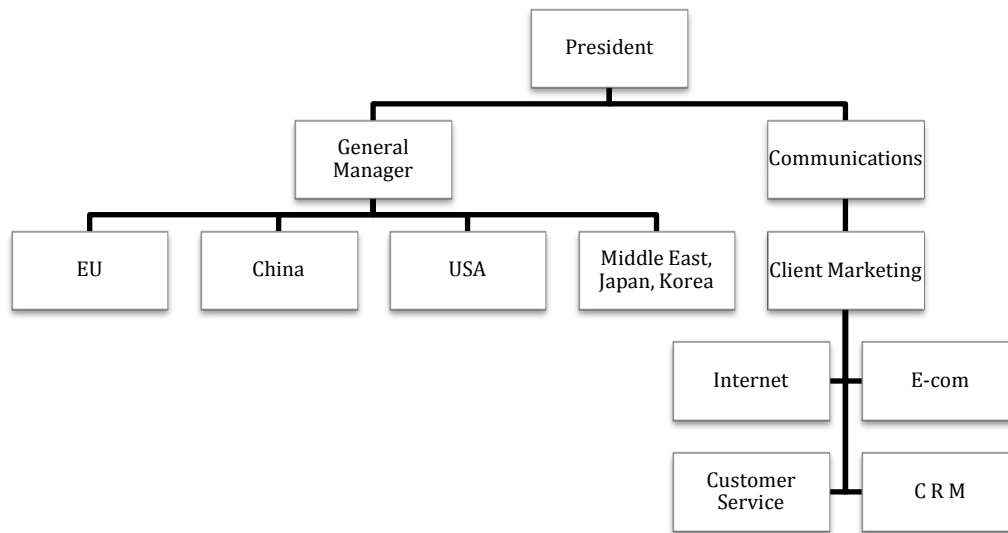 President
General
Manager
Communications
EU
China
USA
Middle East,
Japan, Korea
Client Marketing
Internet
E-com
Customer
Service
C R M